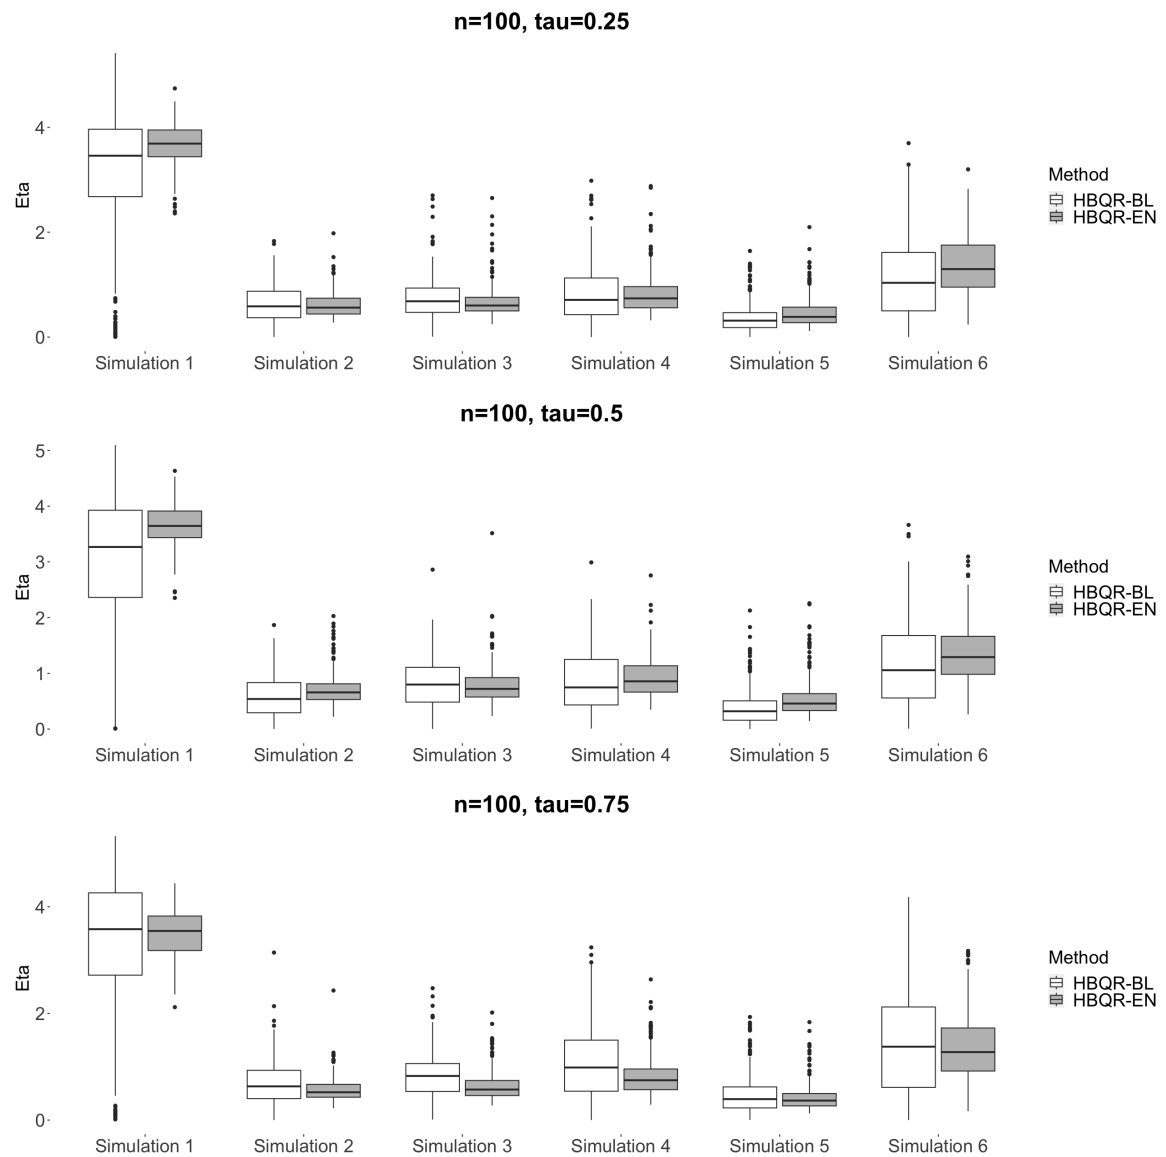 n=100, tau=0.25
Eta
4
2
0
Simulation 1 Simulation 2 Simulation 3 Simulation 4 Simulation 5 Simulation 6
Method
HBQR-BL
HBQR-EN
n=100, tau=0.5
Eta
5
4
3
2
1
0
Simulation 1 Simulation 2 Simulation 3 Simulation 4 Simulation 5 Simulation 6
Method
HBQR-BL
HBQR-EN
n=100, tau=0.75
Eta
4
2
0
Simulation 1 Simulation 2 Simulation 3 Simulation 4 Simulation 5 Simulation 6
Method
HBQR-BL
HBQR-EN